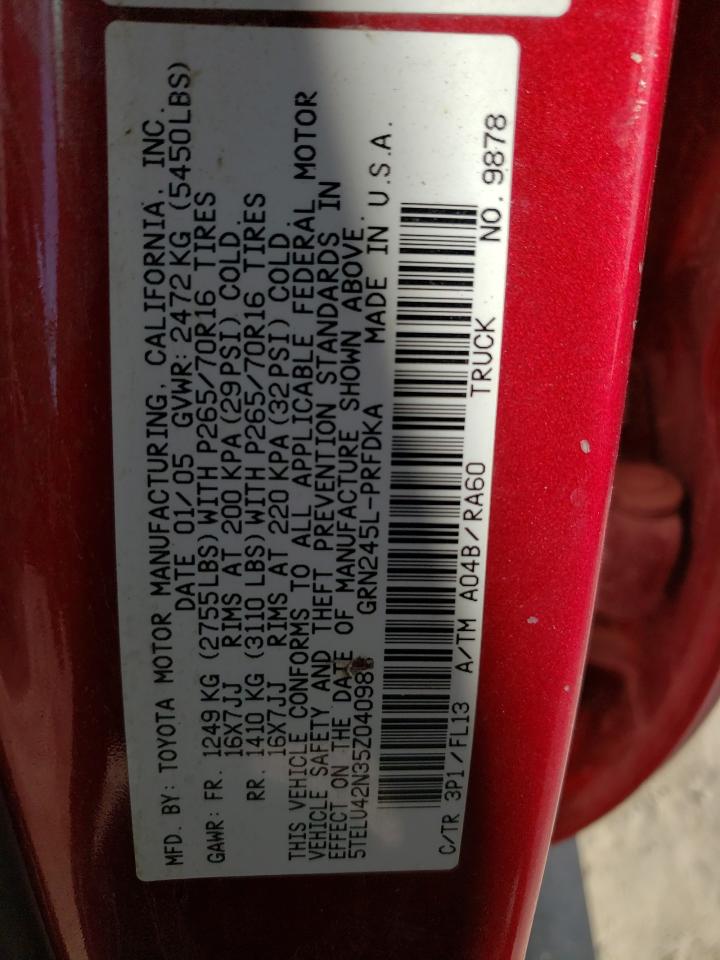 MFD. BY: TOYOTA MOTOR MANUFACTURING, CALIFORNIA, INC.
DATE 01/05 GVWR: 2472 KG (5450LBS)
GAWR: FR. 1249 KG (2755LBS) WITH P265/70R16 TIRES
16X7JJ RIMS AT 200 KPA (29PSI) COLD.
RR. 1410 KG (3110 LBS) WITH P265/70R16 TIRES
16X7JJ RIMS AT 220 KPA (32PSI) COLD.
THIS VEHICLE CONFORMS TO ALL APPLICABLE FEDERAL MOTOR
VEHICLE SAFETY AND THEFT PREVENTION STANDARDS IN
EFFECT ON THE DATE OF MANUFACTURE SHOWN ABOVE.
GRN245L-PRFDKA MADE IN U.S.A.
C/TR 3P1/FL13 A/TM A04B/RA60 TRUCK NO. 9878